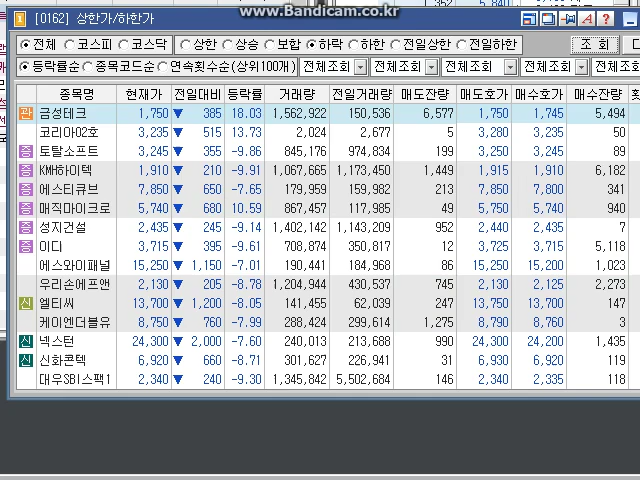 www.Bandicam.co.kr
[0162] 상한가/하한가
전체 코스피 코스닥 상한 상승 보합 하락 하한 전일상한 전일하한 조 회
등락률순 종목코드순 연속횟수순(상위100개) 전체조회 전체조회 전체조회 전체조회 전체조
종목명 현재가 전일대비 등락률 거래량 전일거래량 매도잔량 매도호가 매수호가 매수잔량
관 금성테크 1,750 ▼ 385 18.03 1,562,922 150,536 6,577 1,750 1,745 5,494
코리아02호 3,235 ▼ 515 13.73 2,024 2,677 5 3,280 3,235 50
증 토탈소프트 3,245 ▼ 355 -9.86 845,176 974,834 199 3,250 3,245 89
증 KMH하이텍 1,910 ▼ 210 -9.91 1,067,665 1,173,450 1,449 1,915 1,910 6,182
증 에스티큐브 7,850 ▼ 650 -7.65 179,959 159,982 213 7,850 7,800 341
증 매직마이크로 5,740 ▼ 680 10.59 867,457 117,985 49 5,750 5,740 940
증 성지건설 2,440 ▼ 245 -9.14 1,402,142 1,143,209 952 2,440 2,435 7
증 이디 3,715 ▼ 395 -9.61 708,874 350,817 12 3,725 3,715 5,118
에스와이패널 15,250 ▼ 1,150 -7.01 190,441 184,968 86 15,250 15,200 1,023
우리손에프앤 2,130 ▼ 205 -8.78 1,204,944 430,537 745 2,130 2,125 2,273
신 엘티씨 13,700 ▼ 1,200 -8.05 141,455 62,039 247 13,750 13,700 147
케이엔더블유 8,750 ▼ 760 -7.99 288,424 299,614 1,275 8,790 8,760 3
신 넥스턴 24,300 ▼ 2,000 -7.60 240,013 213,688 990 24,300 24,200 1,435
신 신화콘텍 6,920 ▼ 660 -8.71 301,627 226,941 31 6,930 6,920 119
대우SBI스팩1 2,340 ▼ 240 -9.30 1,345,842 5,502,684 146 2,340 2,335 118